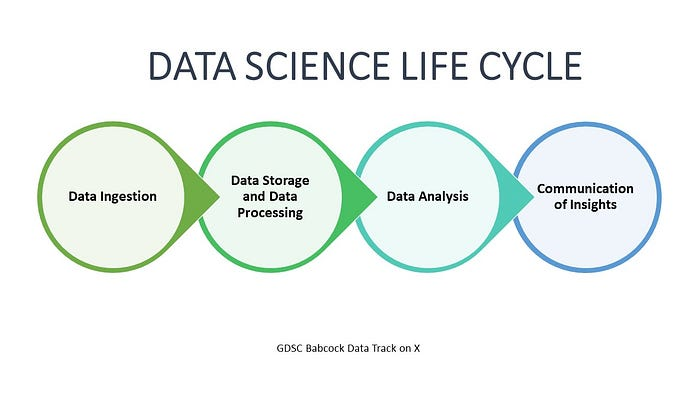 DATA SCIENCE LIFE CYCLE
Data Ingestion
Data Storage
and Data
Processing
Data Analysis
Communication
of Insights
GDSC Babcock Data Track on X